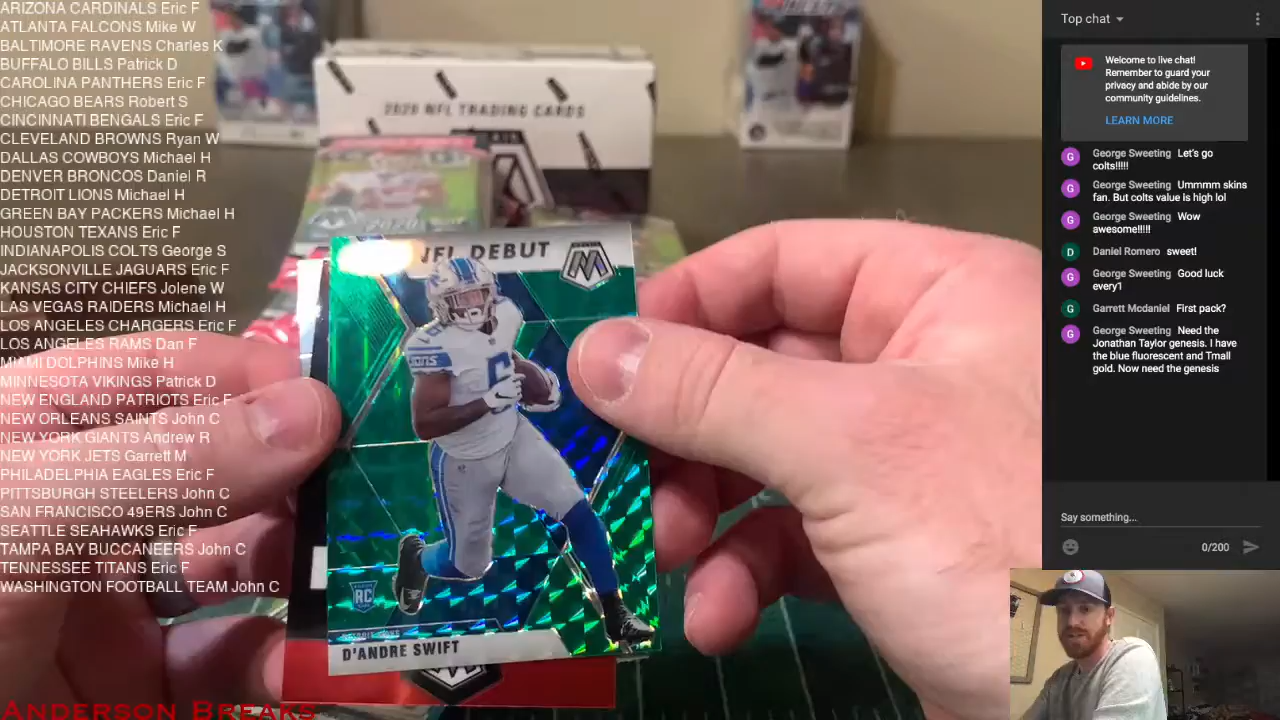 ARIZONA CARDINALS Eric F
ATLANTA FALCONS Mike W
BALTIMORE RAVENS Charles K
BUFFALO BILLS Patrick D
CAROLINA PANTHERS Eric F
CHICAGO BEARS Robert S
CINCINNATI BENGALS Eric F
CLEVELAND BROWNS Ryan W
DALLAS COWBOYS Michael H
DENVER BRONCOS Daniel R
DETROIT LIONS Michael H
GREEN BAY PACKERS Michael H
HOUSTON TEXANS Eric F
INDIANAPOLIS COLTS George S
JACKSONVILLE JAGUARS Eric F
KANSAS CITY CHIEFS Jolene W
LAS VEGAS RAIDERS Michael H
LOS ANGELES CHARGERS Eric F
LOS ANGELES RAMS Dan F
MIAMI DOLPHINS Mike H
MINNESOTA VIKINGS Patrick D
NEW ENGLAND PATRIOTS Eric F
NEW ORLEANS SAINTS John C
NEW YORK GIANTS Andrew R
NEW YORK JETS Garrett M
PHILADELPHIA EAGLES Eric F
PITTSBURGH STEELERS John C
SAN FRANCISCO 49ERS John C
SEATTLE SEAHAWKS Eric F
TAMPA BAY BUCCANEERS John C
TENNESSEE TITANS Eric F
WASHINGTON FOOTBALL TEAM John C
ANDERSON BREAKS
2020 NFL TRADING CARDS
2020
NFL DEBUT
LIONS
6
RC
DETROIT LIONS
D'ANDRE SWIFT
Top chat
Welcome to live chat!
Remember to guard your
privacy and abide by our
community guidelines.
LEARN MORE
G George Sweeting Let's go
colts!!!!!
G George Sweeting Ummmm skins
fan. But colts value is high lol
G George Sweeting Wow
awesome!!!!!
D Daniel Romero sweet!
G George Sweeting Good luck
every1
G Garrett Mcdaniel First pack?
G George Sweeting Need the
Jonathan Taylor genesis. I have
the blue fluorescent and Tmall
gold. Now need the genesis
Say something...
0/200